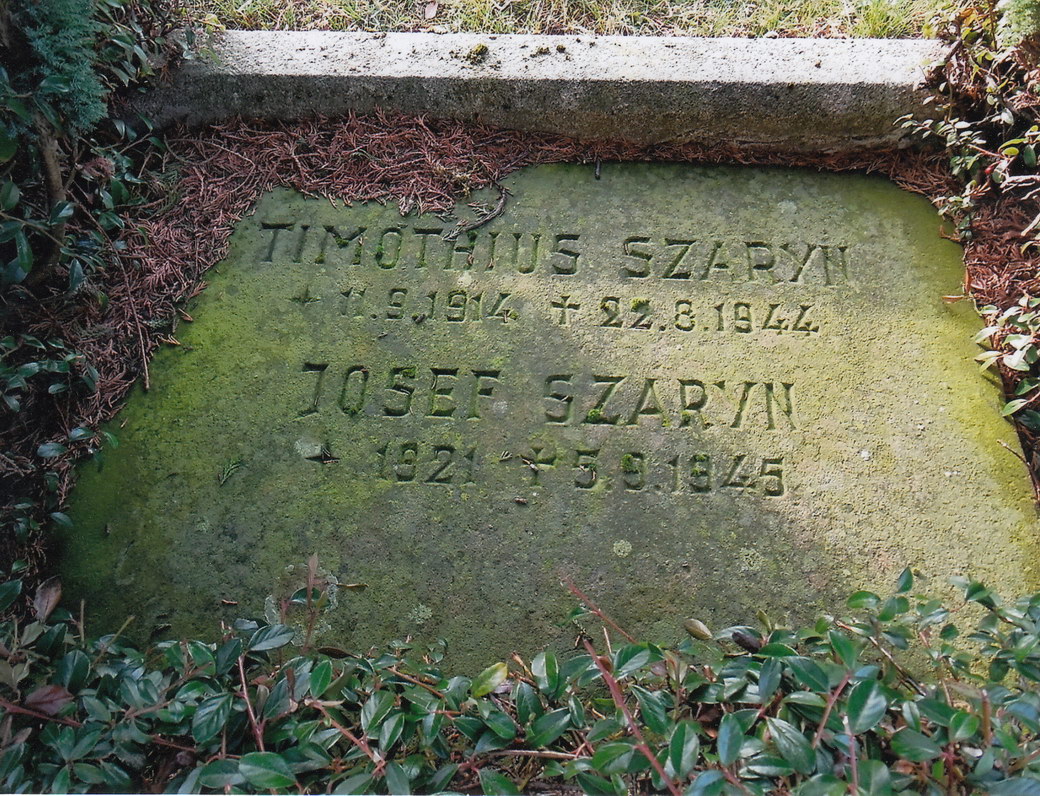 TIMOTHIUS SZARYN
* 11.9.1914 ✝ 22.8.1944
JOSEF SZARYN
* 1921 ✝ 5.9.1945